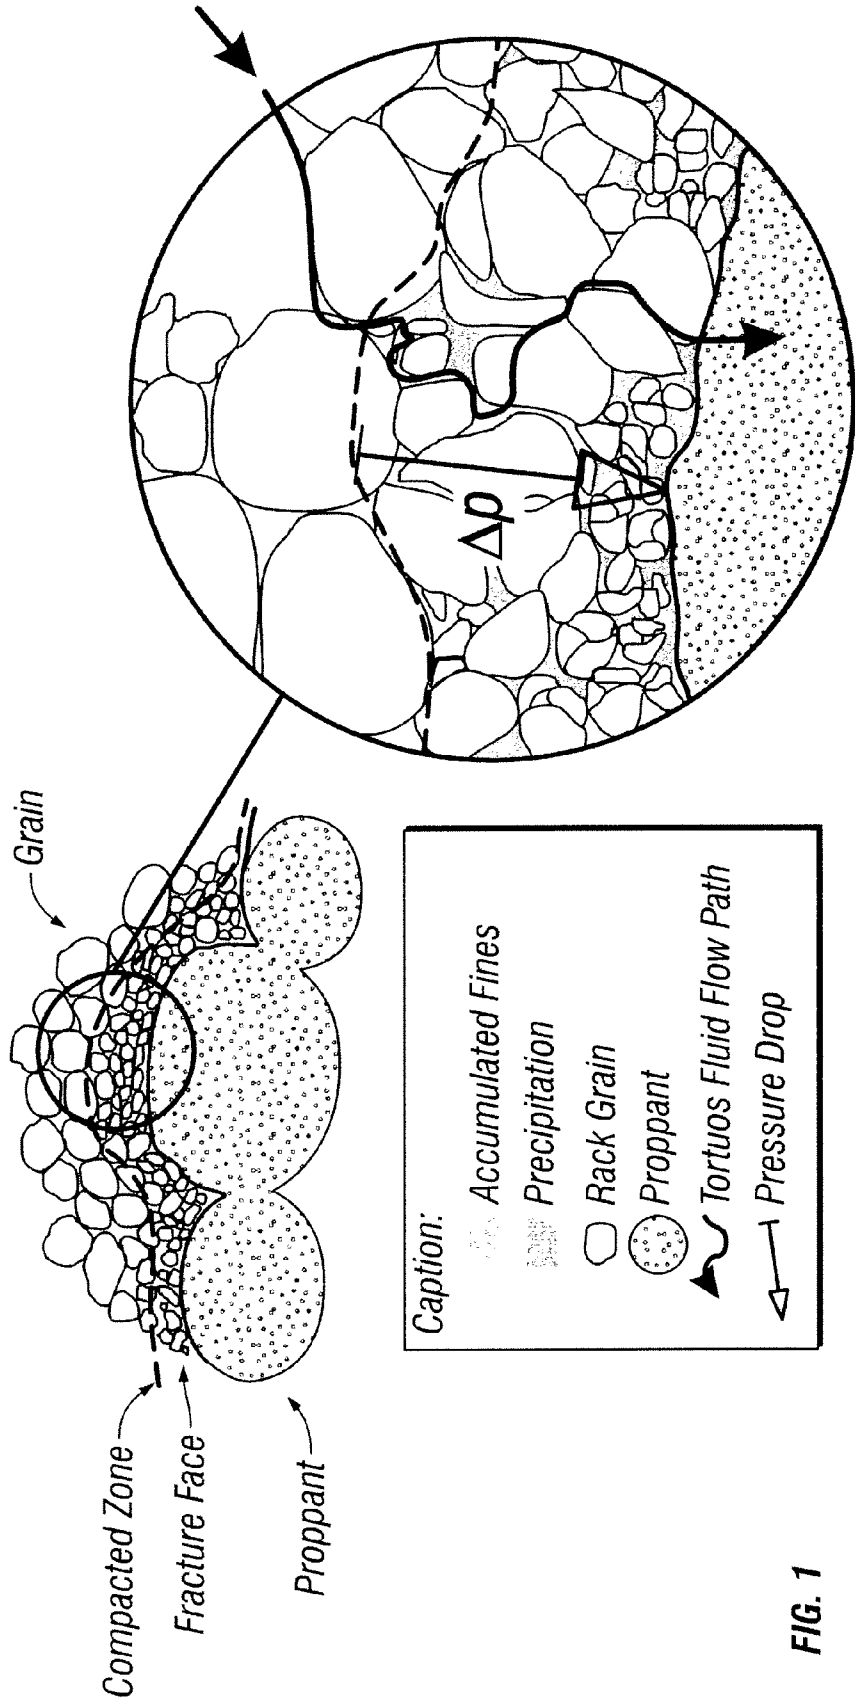 Grain
Compacted Zone
Fracture Face
Proppant
Δp
Caption:
Accumulated Fines
Precipitation
Rack Grain
Proppant
Tortuos Fluid Flow Path
Pressure Drop
FIG. 1